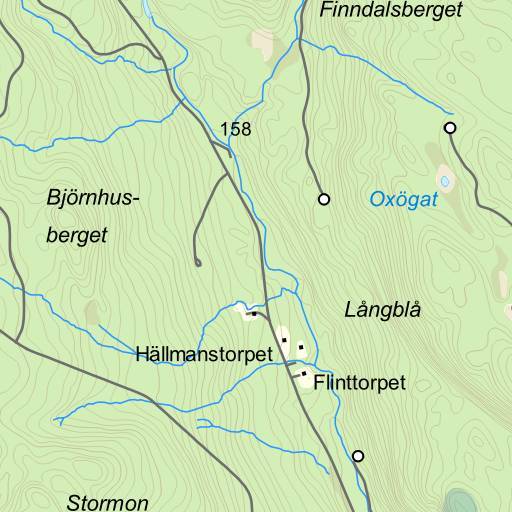 Finndalsberget
158
Björnhus-
berget
Oxögat
Långblå
Hällmanstorpet
Flinttorpet
Stormon